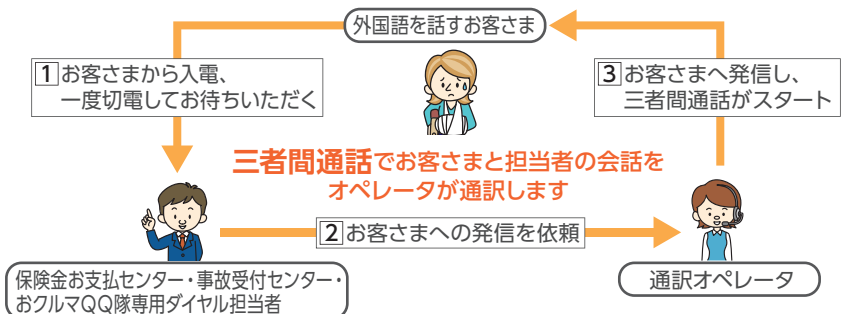 外国語を話すお客さま
1 お客さまから入電、
一度切電してお待ちいただく
3 お客さまへ発信し、
三者間通話がスタート
三者間通話でお客さまと担当者の会話を
オペレータが通訳します
2 お客さまへの発信を依頼
保険金お支払センター・事故受付センター・
おクルマQQ隊専用ダイヤル担当者
通訳オペレータ